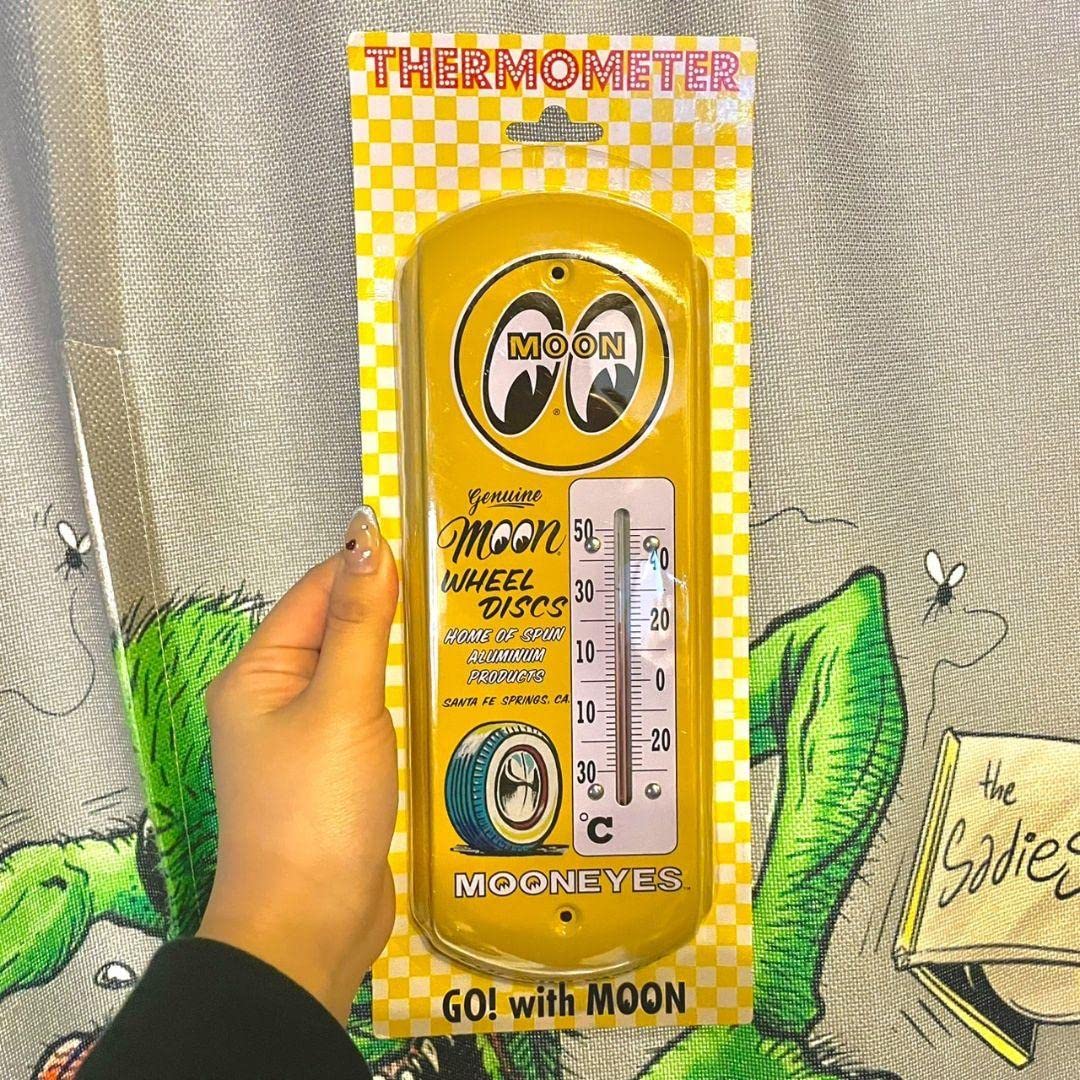 THERMOMETER
MOON
®
Genuine
MOON
WHEEL
DISCS
HOME OF SPUN
ALUMINUM
PRODUCTS
SANTA FE SPRINGS, CA.
50
40
30
20
10
0
10
20
30
°C
MOONEYES™
GO! with MOON
the
Sadies